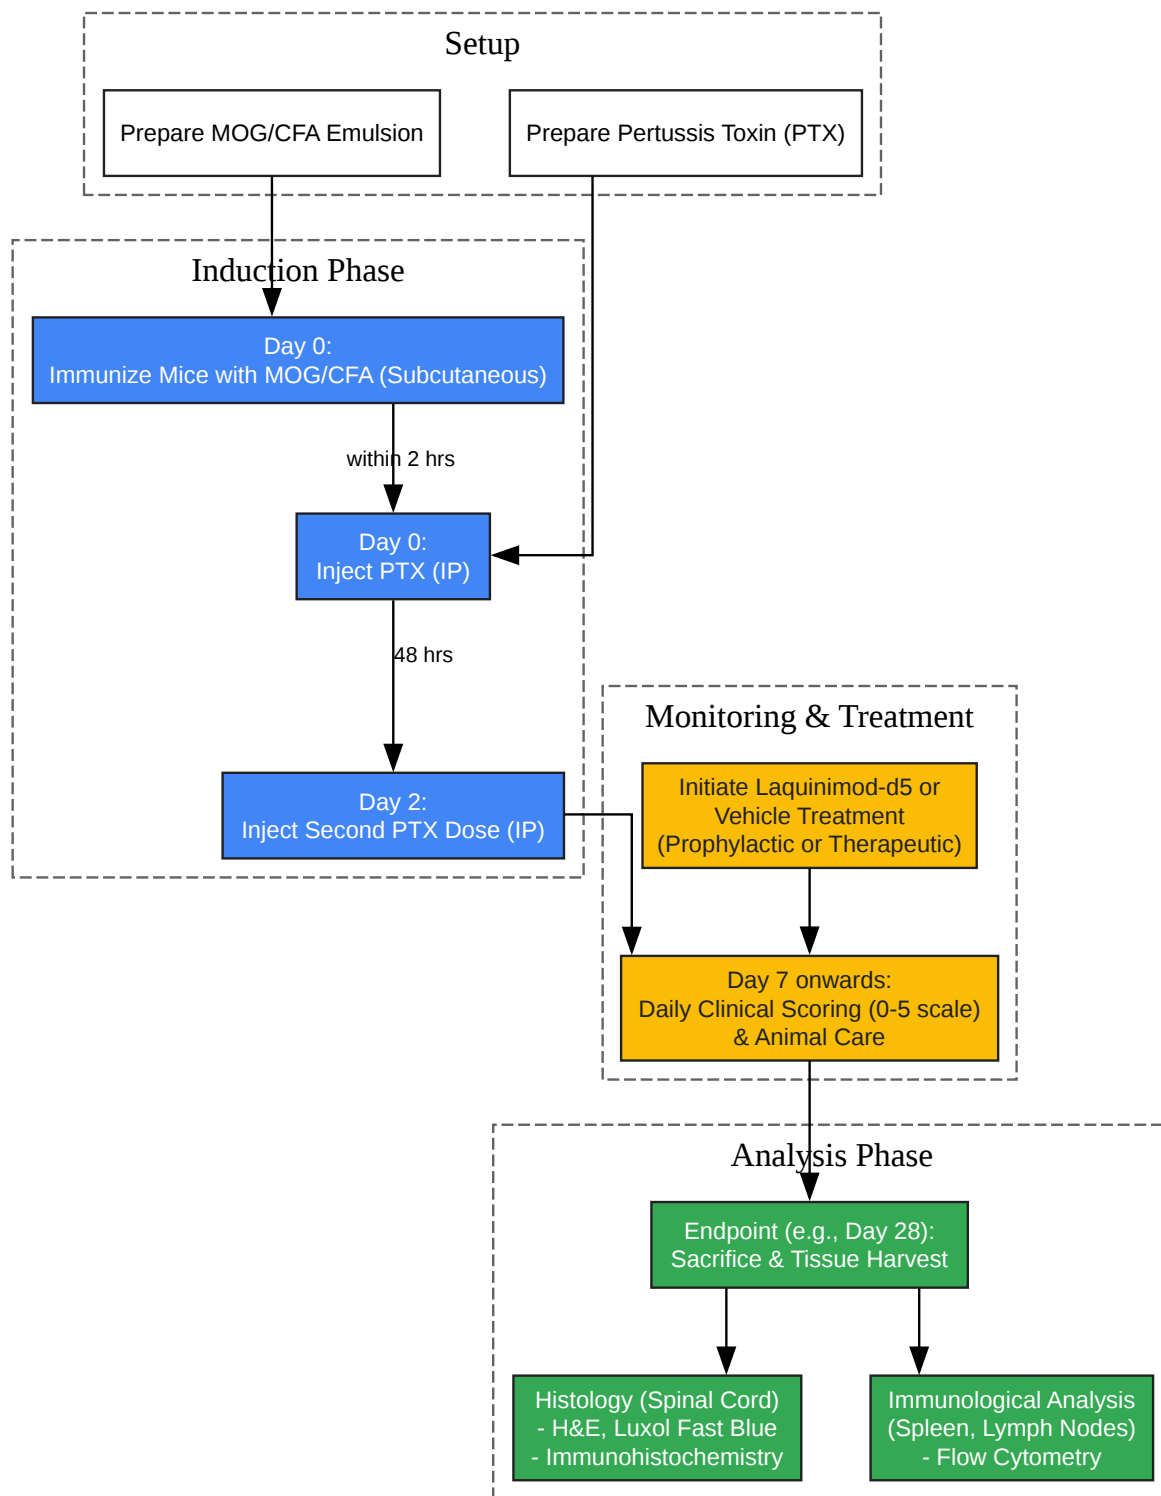 Setup
Prepare MOG/CFA Emulsion
Prepare Pertussis Toxin (PTX)
Induction Phase
Day 0:
Immunize Mice with MOG/CFA (Subcutaneous)
within 2 hrs
Day 0:
Inject PTX (IP)
48 hrs
Day 2:
Inject Second PTX Dose (IP)
Monitoring & Treatment
Initiate Laquinimod-d5 or
Vehicle Treatment
(Prophylactic or Therapeutic)
Day 7 onwards:
Daily Clinical Scoring (0-5 scale)
& Animal Care
Analysis Phase
Endpoint (e.g., Day 28):
Sacrifice & Tissue Harvest
Histology (Spinal Cord)
- H&E, Luxol Fast Blue
- Immunohistochemistry
Immunological Analysis
(Spleen, Lymph Nodes)
- Flow Cytometry